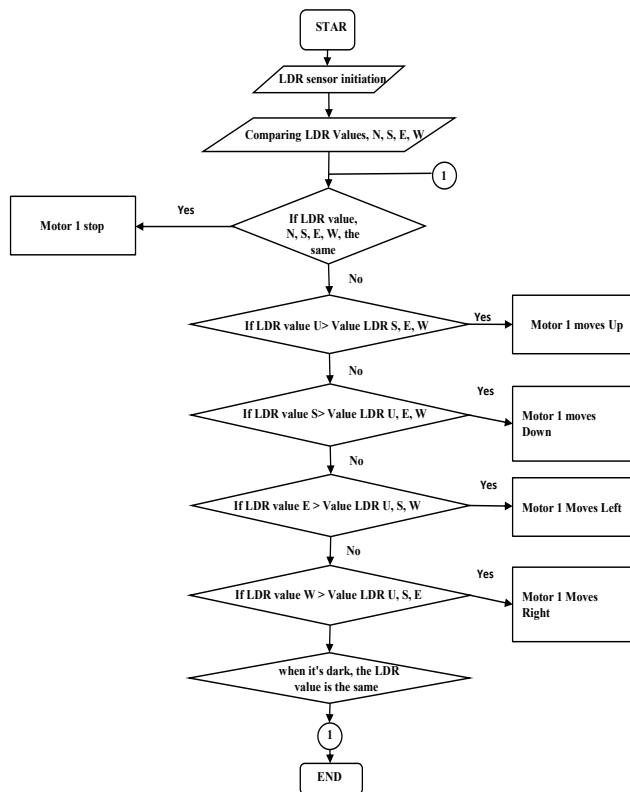 STAR
LDR sensor initiation
Comparing LDR Values, N, S, E, W
1
Yes
Motor 1 stop
If LDR value,
N, S, E, W, the
same
No
If LDR value U> Value LDR S, E, W
Yes
Motor 1 moves Up
No
If LDR value S> Value LDR U, E, W
Yes
Motor 1 moves
Down
No
If LDR value E > Value LDR U, S, W
Yes
Motor 1 Moves Left
No
If LDR value W > Value LDR U, S, E
Yes
Motor 1 Moves
Right
when it's dark, the LDR
value is the same
1
END